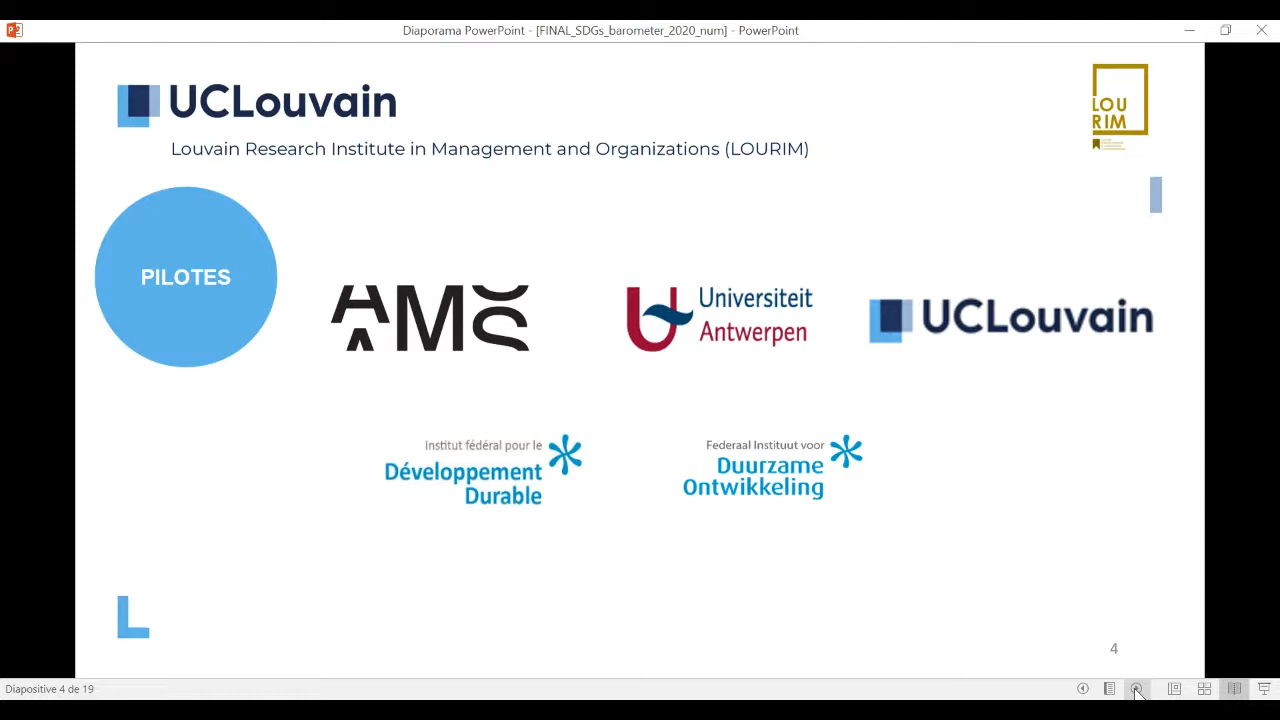 Diaporama PowerPoint - [FINAL_SDGs_barometer_2020_num] - PowerPoint
UCLouvain
LOU
RIM
Louvain Research Institute in Management and Organizations (LOURIM)
PILOTES
AMS
Universiteit
Antwerpen
UCLouvain
Institut fédéral pour le
Développement
Durable
Federaal Instituut voor
Duurzame
Ontwikkeling
4
Diapositive 4 de 19